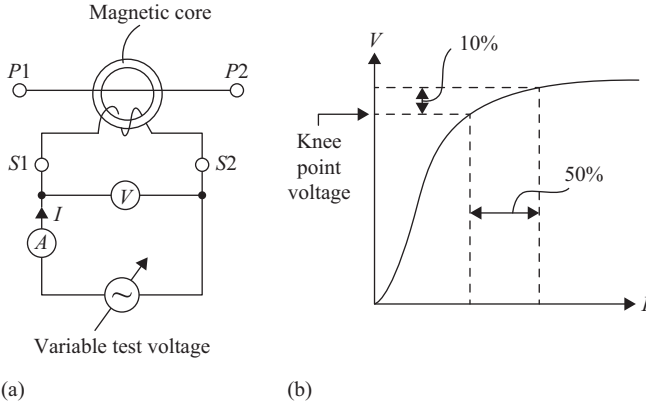 Magnetic core
P1
P2
S1
S2
V
I
A
~
Variable test voltage
(a)
V
10%
Knee
point
voltage
50%
I
(b)